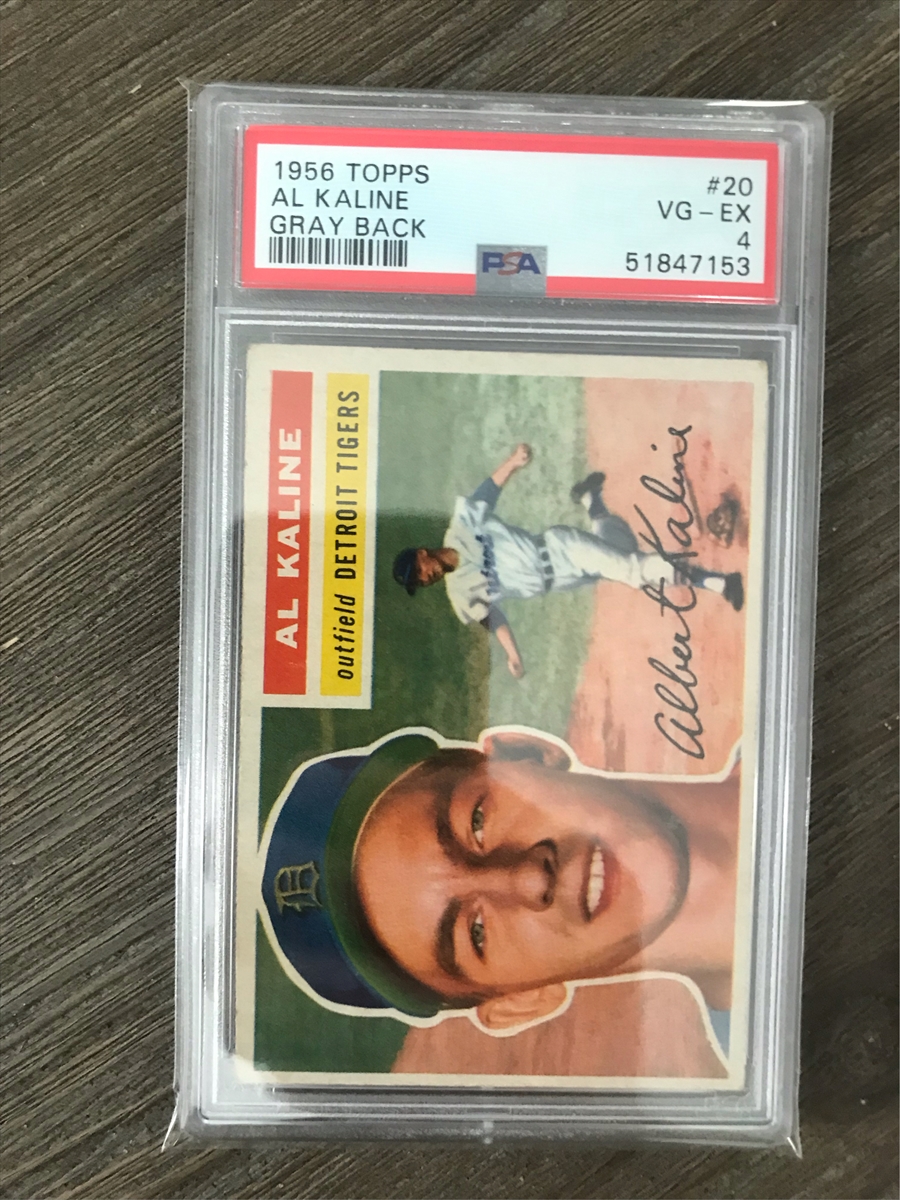 1956 TOPPS
AL KALINE
GRAY BACK
#20
VG – EX
4
51847153
PSA
AL KALINE
outfield DETROIT TIGERS
Albert Kaline
D